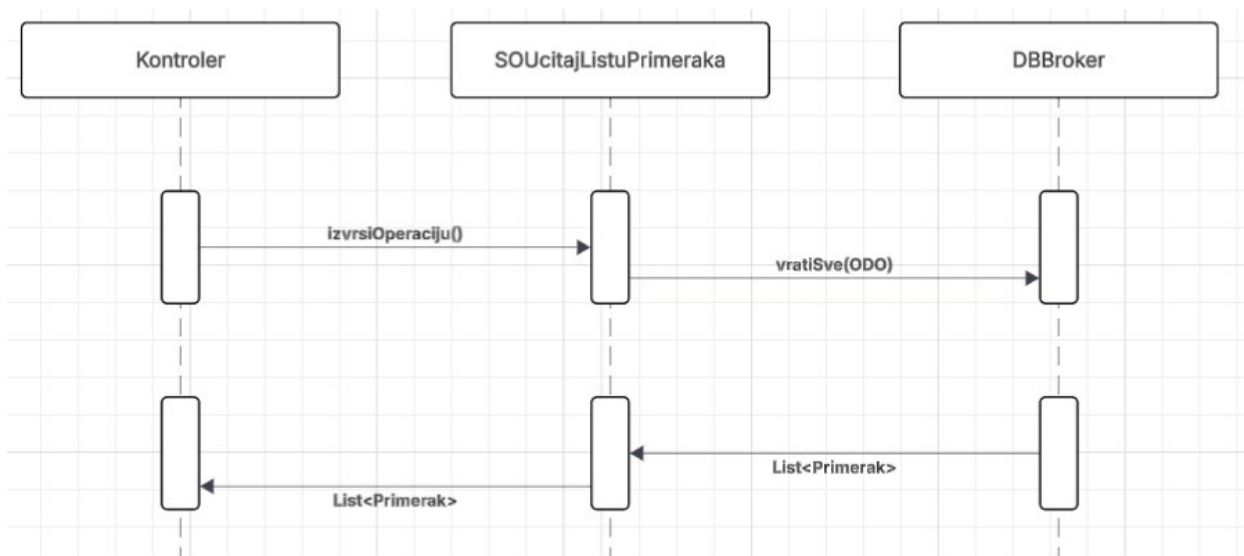 Kontroler
SOUcitajListuPrimeraka
DBBroker
izvrsiOperaciju()
vratiSve(ODO)
List<Primerak>
List<Primerak>